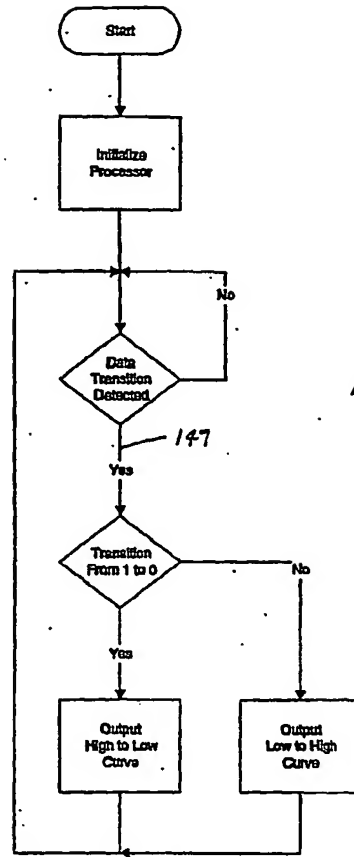 Start
Initialize
Processor
No
Data
Transition
Detected
147
Yes
Transition
From 1 to 0
No
Yes
Output
High to Low
Curve
Output
Low to High
Curve